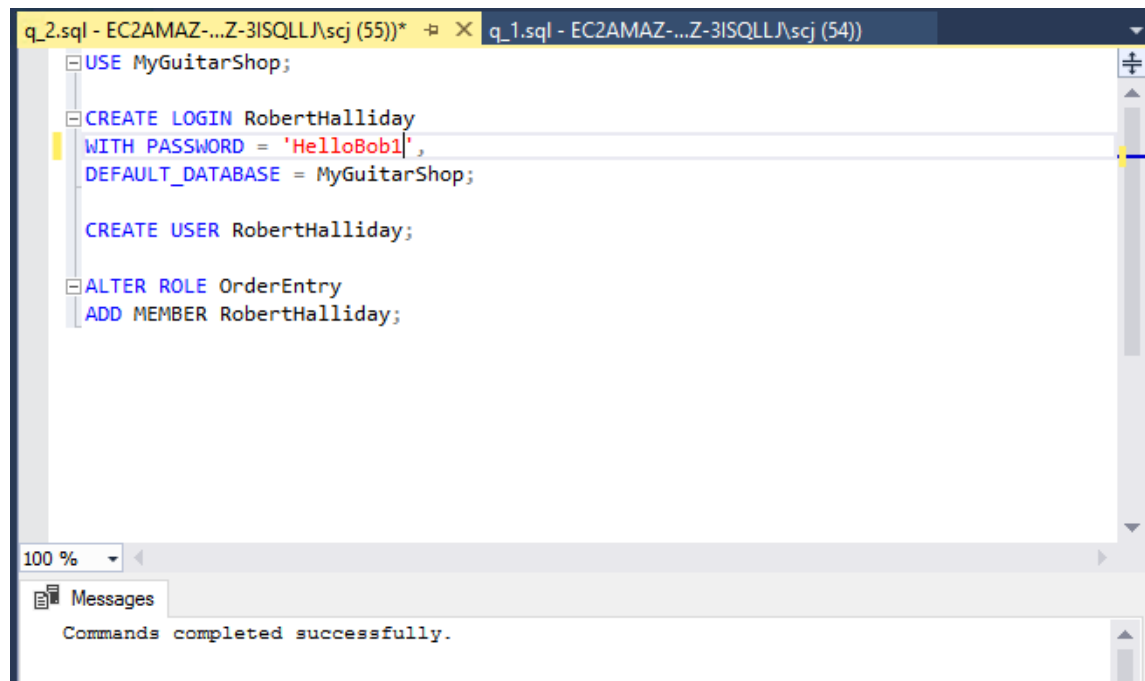 q_2.sql - EC2AMAZ-...Z-3ISQLLJ\scj (55))* q_1.sql - EC2AMAZ-...Z-3ISQLLJ\scj (54))
USE MyGuitarShop;
CREATE LOGIN RobertHalliday
WITH PASSWORD = 'HelloBob1',
DEFAULT_DATABASE = MyGuitarShop;
CREATE USER RobertHalliday;
ALTER ROLE OrderEntry
ADD MEMBER RobertHalliday;
100 %
Messages
Commands completed successfully.